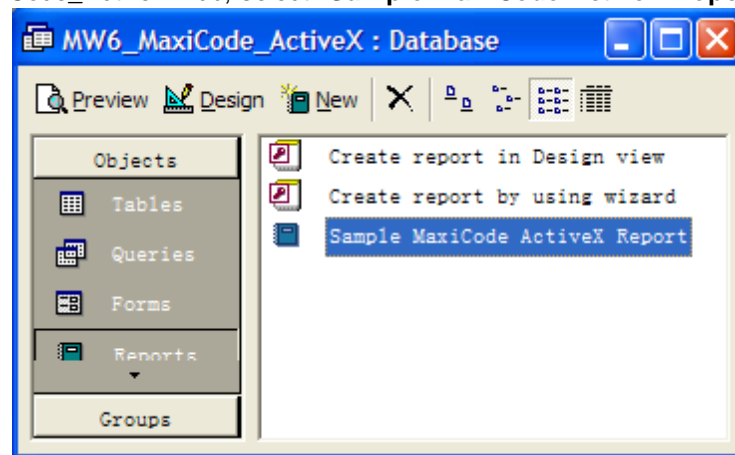 MW6_MaxiCode_ActiveX : Database
Preview Design New
Objects
Create report in Design view
Tables
Create report by using wizard
Sample MaxiCode ActiveX Report
Queries
Forms
Reports
Groups